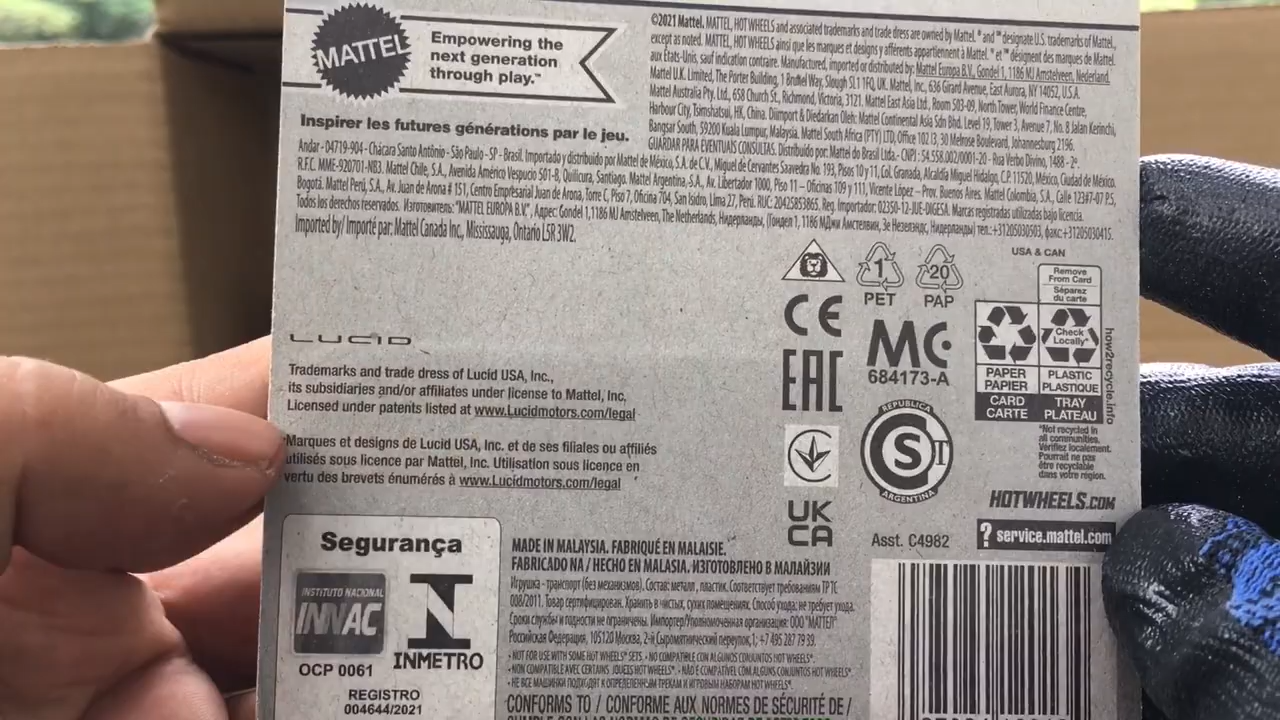 MATTEL
Empowering the
next generation
through play.™
Inspirer les futures générations par le jeu.
©2021 Mattel. MATTEL, HOT WHEELS and associated trademarks and trade dress are owned by Mattel. ® and ™ designate U.S. trademarks of Mattel,
except as noted. MATTEL, HOT WHEELS ainsi que les marques et designs y afférents appartiennent à Mattel. ® et ™ désignent des marques de Mattel
aux États-Unis, sauf indication contraire. Manufactured, imported or distributed by: Mattel Europa B.V., Gondel 1, 1186 MJ Amstelveen, Nederland.
Mattel U.K. Limited, The Porter Building, 1 Brunel Way, Slough SL1 1FQ, UK. Mattel, Inc., 636 Girard Avenue, East Aurora, NY 14052, U.S.A.
Mattel Australia Pty. Ltd., 658 Church St., Richmond, Victoria, 3121. Mattel East Asia Ltd., Room 503-09, North Tower, World Finance Centre,
Harbour City, Tsimshatsui, HK, China. Diimport & Diedarkan Oleh: Mattel Continental Asia Sdn Bhd. Level 19, Tower 3, Avenue 7, No. 8 Jalan Kerinchi,
Bangsar South, 59200 Kuala Lumpur, Malaysia. Mattel South Africa (PTY) LTD, Office 102 I3, 30 Melrose Boulevard, Johannesburg 2196.
GUARDAR PARA EVENTUAIS CONSULTAS. Distribuido por: Mattel do Brasil Ltda.- CNPJ : 54.558.002/0001-20 - Rua Verbo Divino, 1488 - 2º.
Andar - 04719-904 - Chácara Santo Antônio - São Paulo - SP - Brasil. Importado y distribuido por Mattel de México, S.A. de C.V., Miguel de Cervantes Saavedra No. 193, Pisos 10 y 11, Col. Granada, Alcaldía Miguel Hidalgo, C.P. 11520, México, Ciudad de México.
R.F.C. MME-920701-NB3. Mattel Chile, S.A., Avenida Américo Vespucio 501-B, Quilicura, Santiago. Mattel Argentina, S.A., Av. Libertador 1000, Piso 11 – Oficinas 109 y 111, Vicente López – Prov. Buenos Aires. Mattel Colombia, S.A., Calle 123#7-07 P.5,
Bogotá. Mattel Perú, S.A., Av. Juan de Arona # 151, Centro Empresarial Juan de Arona, Torre C, Piso 7, Oficina 704, San Isidro, Lima 27, Perú. RUC: 20425853865. Reg. Importador: 02350-12-JUE-DIGESA. Marcas registradas utilizadas bajo licencia.
Todos los derechos reservados. Изготовитель: "MATTEL EUROPA B.V.", Адрес: Gondel 1,1186 MJ Amstelveen, The Netherlands, Нидерланды, (Гондел 1, 1186 МДжи Амстелвин, Зе Незелэндс, Нидерланды) тел.:+31205030503, факс:+31205030415.
Imported by/ Importé par: Mattel Canada Inc., Mississauga, Ontario L5R 3W2.
LUCID
Trademarks and trade dress of Lucid USA, Inc.,
its subsidiaries and/or affiliates under license to Mattel, Inc,
Licensed under patents listed at www.Lucidmotors.com/legal
Marques et designs de Lucid USA, Inc. et de ses filiales ou affiliés
utilisés sous licence par Mattel, Inc. Utilisation sous licence en
vertu des brevets énumérés à www.Lucidmotors.com/legal
1
PET
20
PAP
CE
EAC
MC
684173-A
REPUBLICA
S
ARGENTINA
UK
CA
USA & CAN
Remove
From Card
Séparez
du carte
Check
Locally*
PAPER
PAPIER
PLASTIC
PLASTIQUE
CARD
CARTE
TRAY
PLATEAU
how2recycle.info
*Not recycled in
all communities.
Vérifiez localement.
Pourrait ne pas
être recyclable
dans votre région.
HOTWHEELS.COM
Asst. C4982
? service.mattel.com
Segurança
INSTITUTO NACIONAL
INNAC
OCP 0061
INMETRO
REGISTRO
004644/2021
MADE IN MALAYSIA. FABRIQUÉ EN MALAISIE.
FABRICADO NA / HECHO EN MALASIA. ИЗГОТОВЛЕНО В МАЛАЙЗИИ
Игрушка - транспорт (без механизмов). Состав: металл , пластик. Соответствует требованиям ТР ТС
008/2011. Товар сертифицирован. Хранить в чистых, сухих помещениях. Способ ухода: не требует ухода.
Сроки службы и годности не ограничены. Импортер/Уполномоченная организация: ООО "МАТТЕЛ"
Российская Федерация, 105120 Москва, 2-й Сыромятнический переулок,1; +7 495 287 79 39.
• NOT FOR USE WITH SOME HOT WHEELS® SETS. • NO COMPATIBLE CON ALGUNOS CONJUNTOS HOT WHEELS®.
• NON COMPATIBLE AVEC CERTAINS JOUETS HOT WHEELS®. • NÃO É COMPATÍVEL COM ALGUNS CONJUNTOS HOT WHEELS®.
• НЕ ВСЕ МАШИНКИ ПОДХОДЯТ К ОПРЕДЕЛЕННЫМ ТРЕКАМ И ИГРОВЫМ НАБОРАМ HOT WHEELS®.
CONFORMS TO / CONFORME AUX NORMES DE SÉCURITÉ DE /